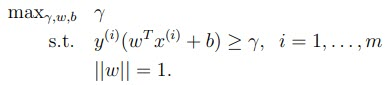 max_{γ,w,b} γ
s.t. y^{(i)}(w^T x^{(i)} + b) ≥ γ, i = 1, . . . , m
||w|| = 1.